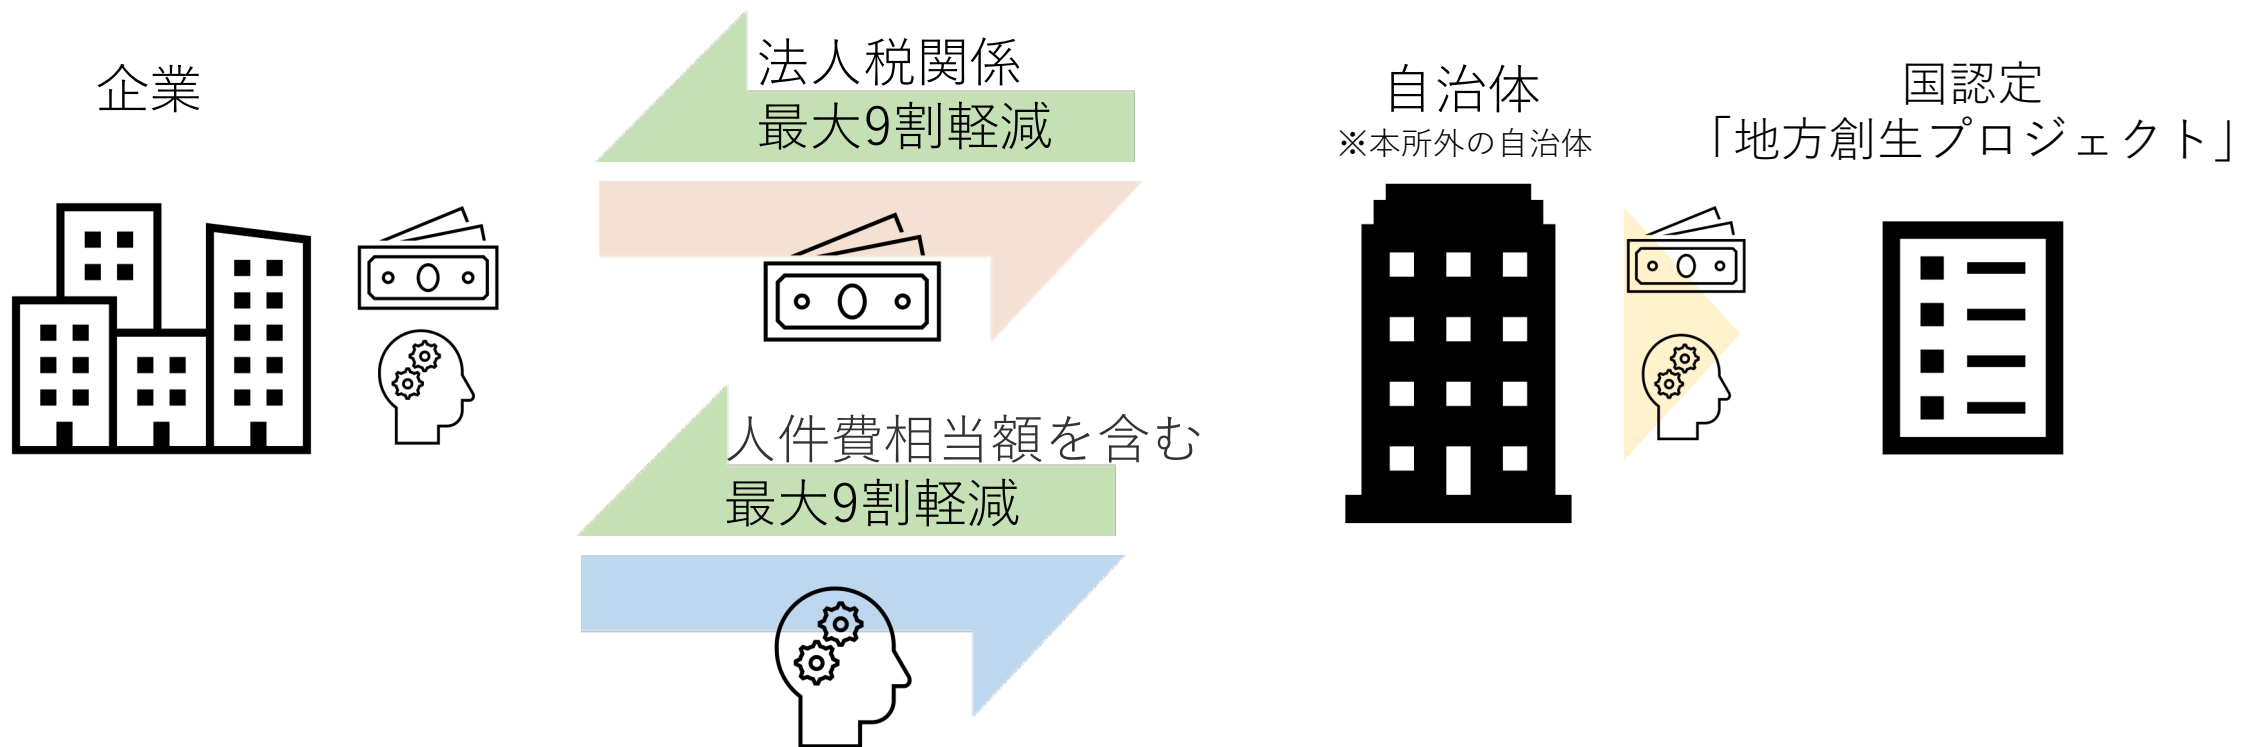 企業
法人税関係
最大9割軽減
自治体
※本所外の自治体
国認定
「地方創生プロジェクト」
人件費相当額を含む
最大9割軽減